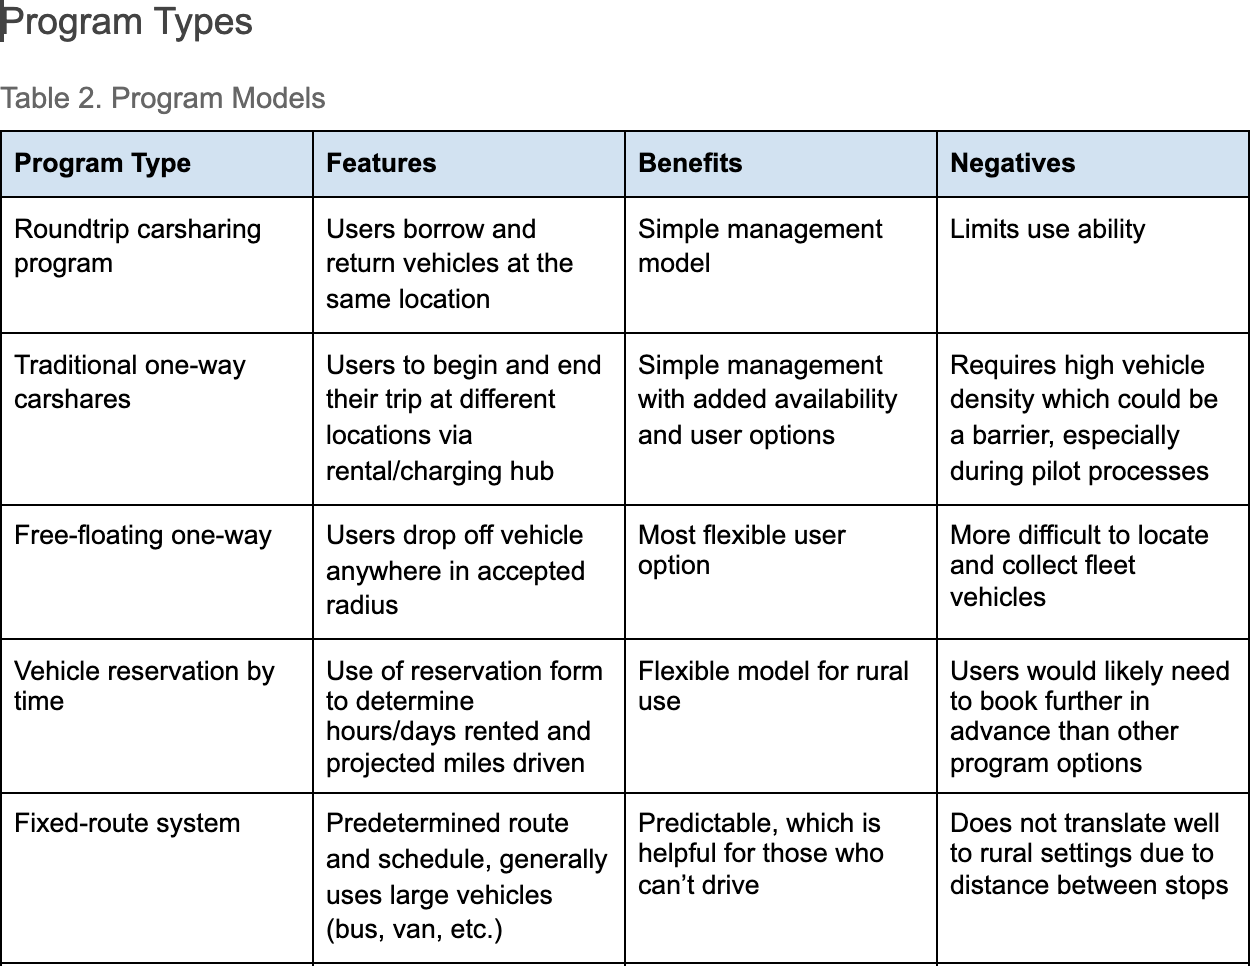 Program Types
Table 2. Program Models
Program Type
Features
Benefits
Negatives
Roundtrip carsharing
program
Users borrow and
return vehicles at the
same location
Simple management
model
Limits use ability
Traditional one-way
carshares
Users to begin and end
their trip at different
locations via
rental/charging hub
Simple management
with added availability
and user options
Requires high vehicle
density which could be
a barrier, especially
during pilot processes
Free-floating one-way
Users drop off vehicle
anywhere in accepted
radius
Most flexible user
option
More difficult to locate
and collect fleet
vehicles
Vehicle reservation by
time
Use of reservation form
to determine
hours/days rented and
projected miles driven
Flexible model for rural
use
Users would likely need
to book further in
advance than other
program options
Fixed-route system
Predetermined route
and schedule, generally
uses large vehicles
(bus, van, etc.)
Predictable, which is
helpful for those who
can’t drive
Does not translate well
to rural settings due to
distance between stops